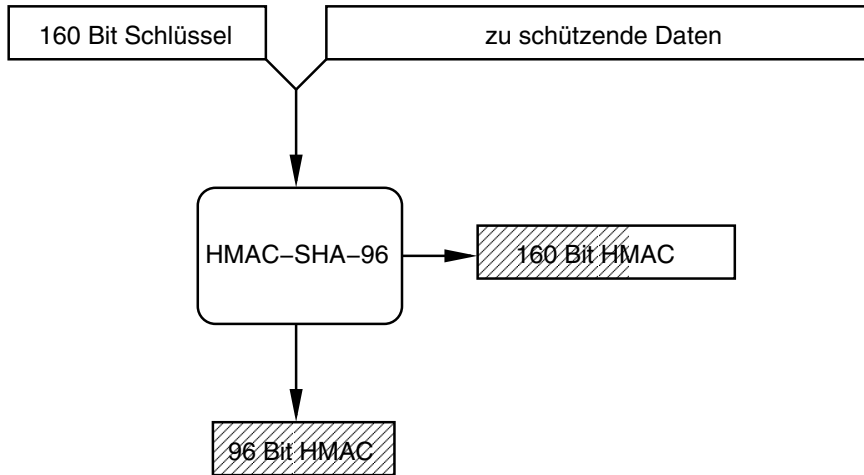 160 Bit Schlüssel
zu schützende Daten
HMAC−SHA−96
160 Bit HMAC
96 Bit HMAC